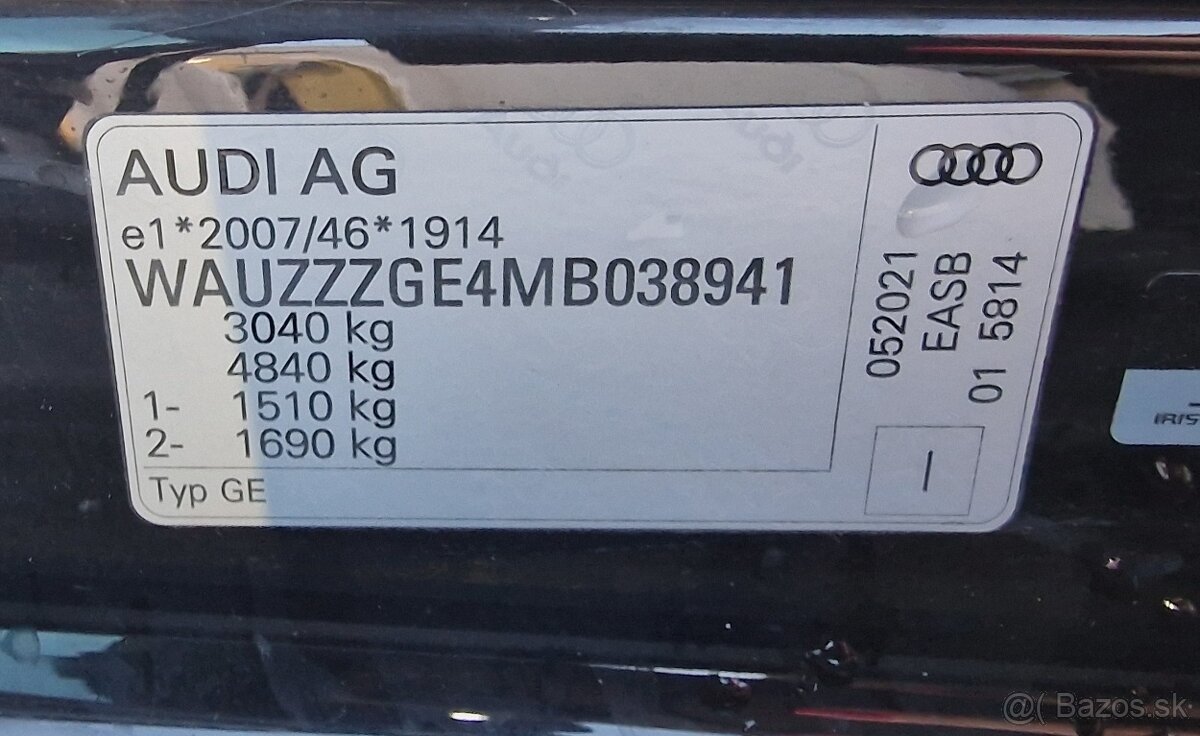 AUDI AG
e1*2007/46*1914
WAUZZZGE4MB038941
3040 kg
4840 kg
1- 1510 kg
2- 1690 kg
Typ GE
052021
EASB
01 5814
IRIS
@( Bazos.sk